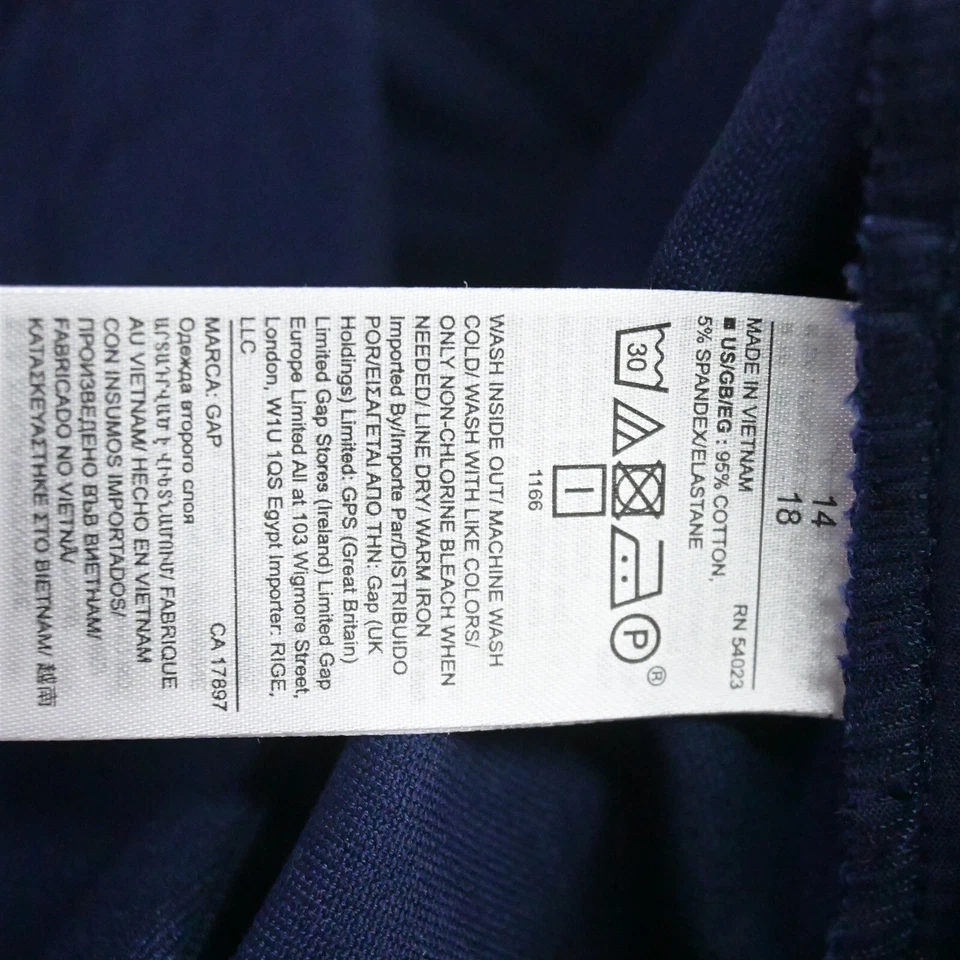 14
18
MADE IN VIETNAM
RN 54023
US/GB/EG : 95% COTTON,
5% SPANDEX/ELASTANE
30
P
®
1166
WASH INSIDE OUT/ MACHINE WASH
COLD/ WASH WITH LIKE COLORS/
ONLY NON-CHLORINE BLEACH WHEN
NEEDED/ LINE DRY/ WARM IRON
Imported By/Importe Par/DISTRIBUIDO
POR/ΕΙΣΑΓΕΤΑΙ ΑΠΟ ΤΗΝ: Gap (UK
Holdings) Limited: GPS (Great Britain)
Limited Gap Stores (Ireland) Limited Gap
Europe Limited All at 103 Wigmore Street,
London, W1U 1QS Egypt Importer: RIGE,
LLC
CA 17897
MARCA: GAP
Одежда второго слоя
ԱՐՏԱԴՐՎԱԾ Է ՎԻԵՏՆԱՄՈՒՄ/ FABRIQUE
AU VIETNAM/ HECHO EN VIETNAM
CON INSUMOS IMPORTADOS/
ПРОИЗВЕДЕНО ВЪВ ВИЕТНАМ/
FABRICADO NO VIETNÃ/
ΚΑΤΑΣΚΕΥΑΣΤΗΚΕ ΣΤΟ ΒΙΕΤΝΑΜ/ 越南